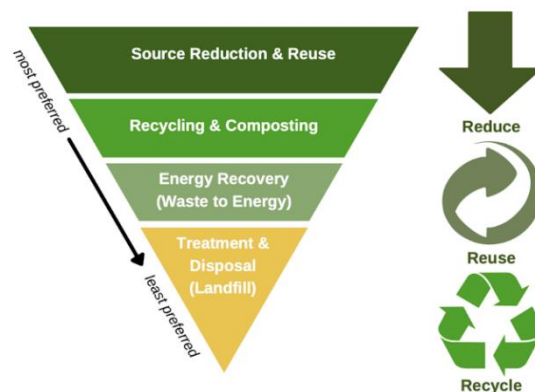 most preferred
least preferred
Source Reduction & Reuse
Recycling & Composting
Energy Recovery
(Waste to Energy)
Treatment &
Disposal
(Landfill)
Reduce
Reuse
Recycle